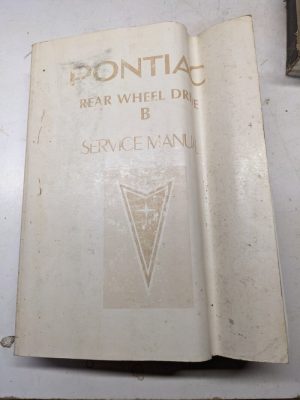 PONTIAC
REAR WHEEL DRIVE
B
SERVICE MANUAL